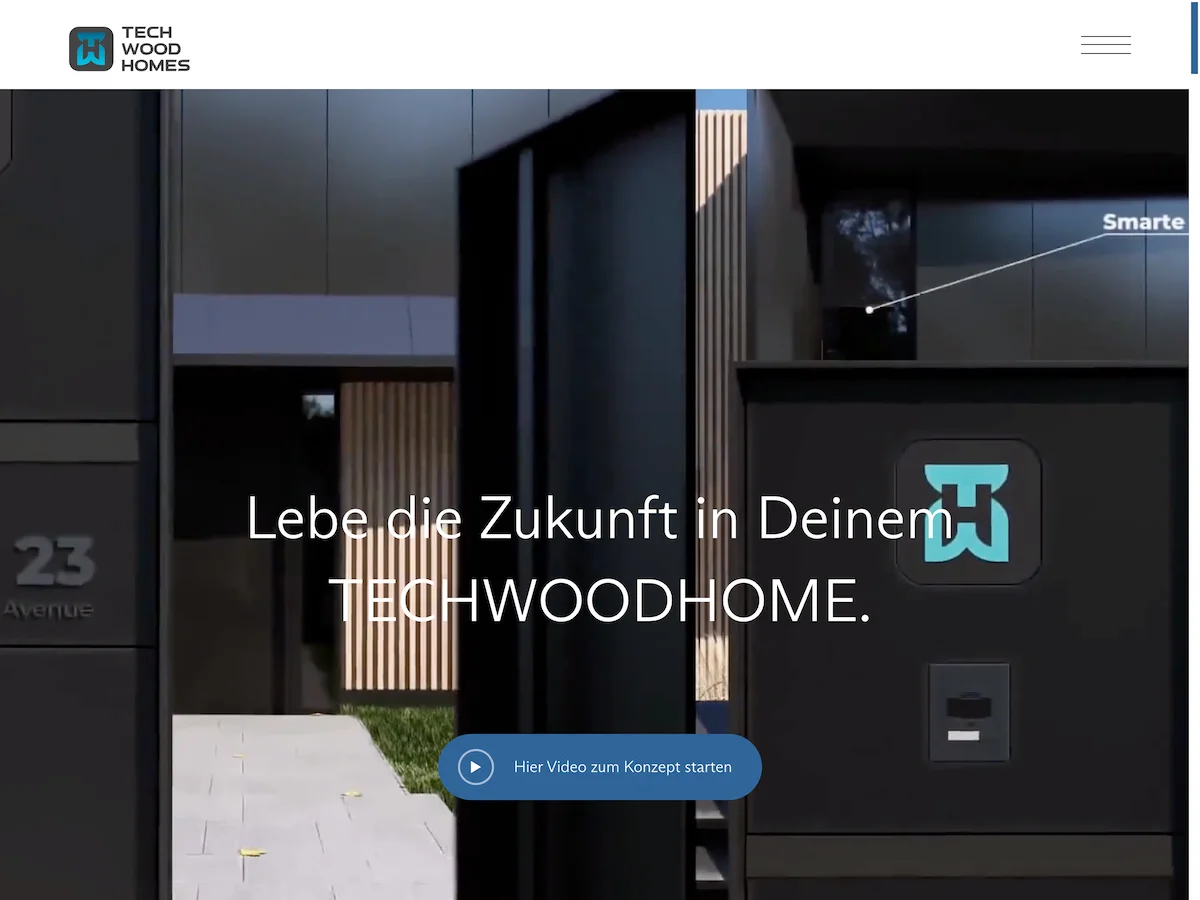 TECH
WOOD
HOMES
Smarte
Lebe die Zukunft in Deinem
TECHWOODHOME.
23
Avenue
Hier Video zum Konzept starten